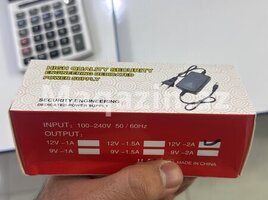 HIGH QUALITY SECURITY
ENGINEERING DEDICATED
POWER SUPPLY
SECURITY.ENGINEERING
DEDICATED POWER SUPPLY
INPUT: 100-240V 50 / 60Hz
OUTPUT:
12V -1A 12V -1.5A 12V -2A
9V -1A 9V -1.5A 9V -2A
MADE IN CHINA